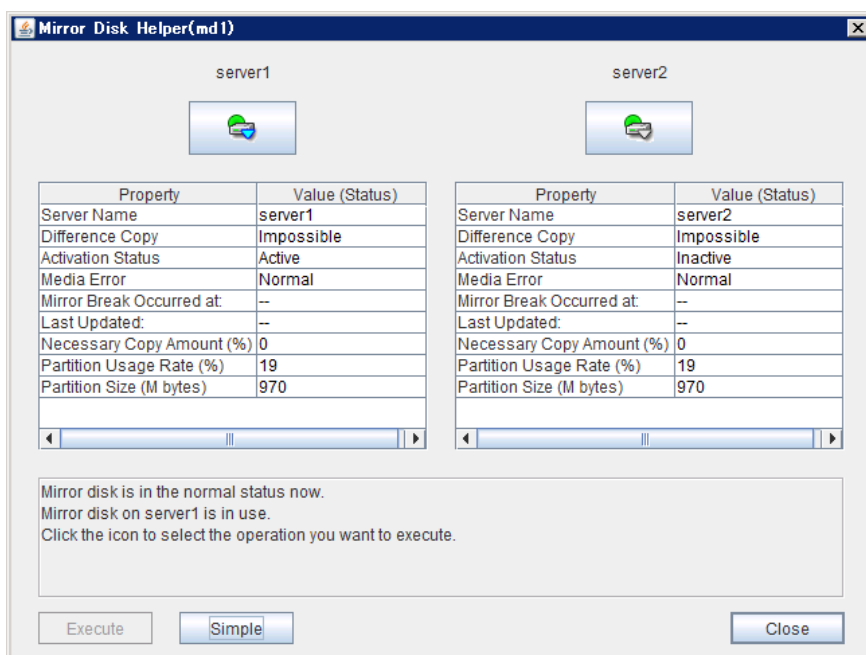 Mirror Disk Helper(md1)
server1
server2
Property Value (Status)
Server Name server1
Difference Copy Impossible
Activation Status Active
Media Error Normal
Mirror Break Occurred at: --
Last Updated: --
Necessary Copy Amount (%) 0
Partition Usage Rate (%) 19
Partition Size (M bytes) 970
Property Value (Status)
Server Name server2
Difference Copy Impossible
Activation Status Inactive
Media Error Normal
Mirror Break Occurred at: --
Last Updated: --
Necessary Copy Amount (%) 0
Partition Usage Rate (%) 19
Partition Size (M bytes) 970
Mirror disk is in the normal status now.
Mirror disk on server1 is in use.
Click the icon to select the operation you want to execute.
Execute
Simple
Close